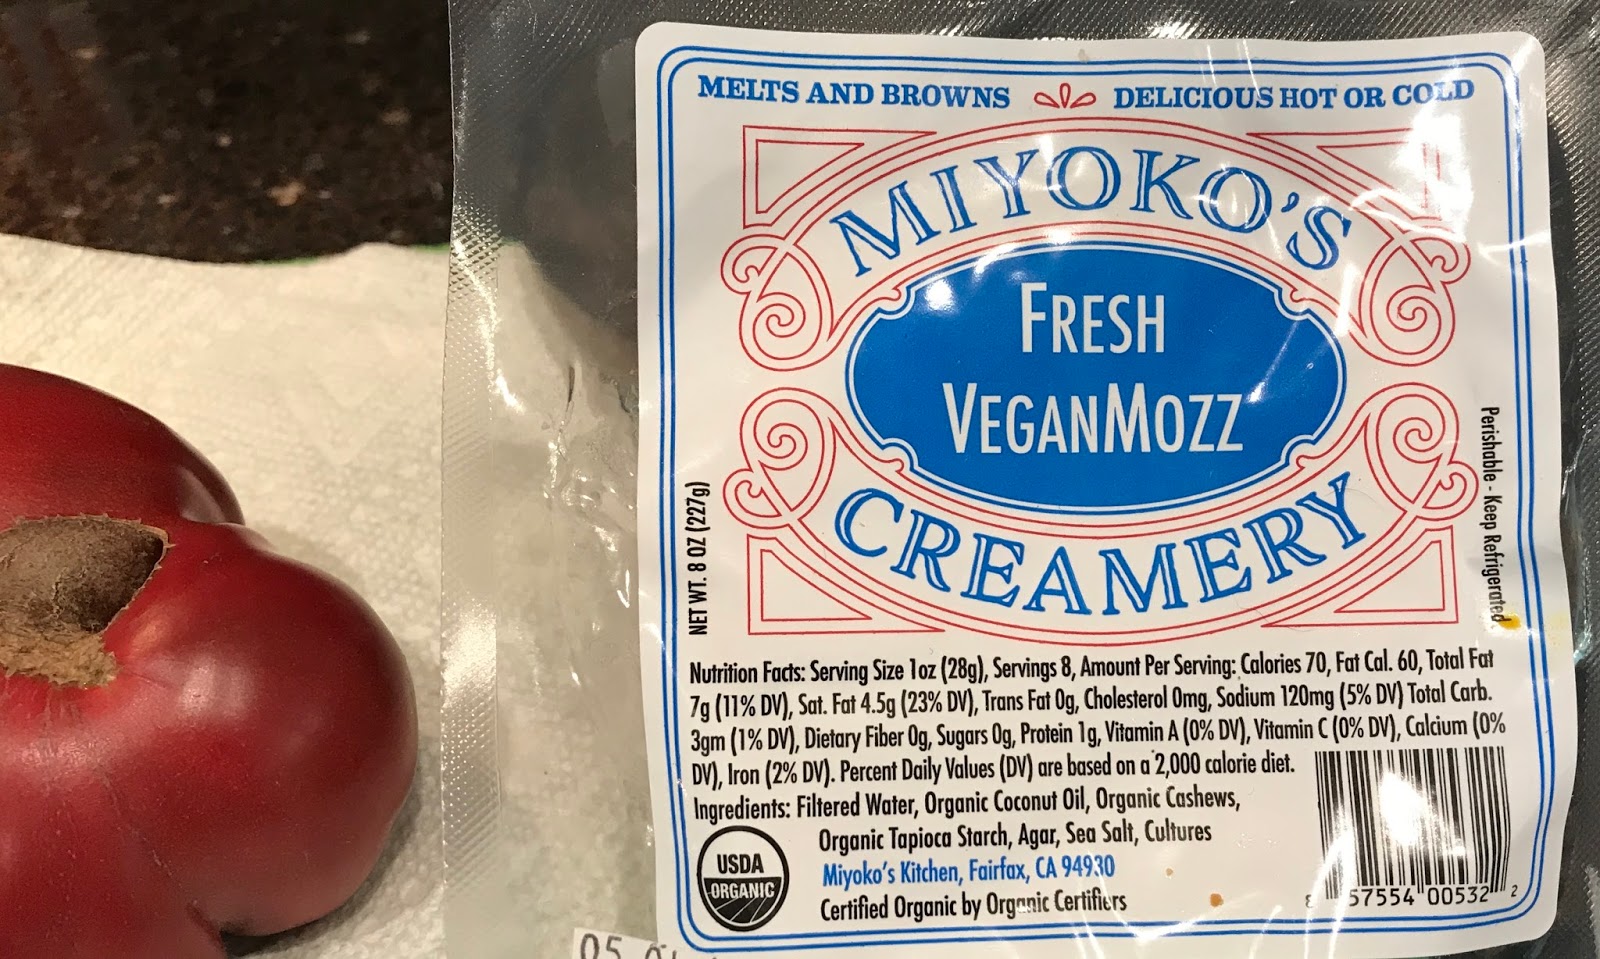 MELTS AND BROWNS DELICIOUS HOT OR COLD
MIYOKO'S
FRESH
VEGANMOZZ
CREAMERY
NET WT. 8 OZ (227g)
Perishable - Keep Refrigerated
Nutrition Facts: Serving Size 1oz (28g), Servings 8, Amount Per Serving: Calories 70, Fat Cal. 60, Total Fat
7g (11% DV), Sat. Fat 4.5g (23% DV), Trans Fat 0g, Cholesterol 0mg, Sodium 120mg (5% DV) Total Carb.
3gm (1% DV), Dietary Fiber 0g, Sugars 0g, Protein 1g, Vitamin A (0% DV), Vitamin C (0% DV), Calcium (0%
DV), Iron (2% DV). Percent Daily Values (DV) are based on a 2,000 calorie diet.
Ingredients: Filtered Water, Organic Coconut Oil, Organic Cashews,
Organic Tapioca Starch, Agar, Sea Salt, Cultures
Miyoko's Kitchen, Fairfax, CA 94930
Certified Organic by Organic Certifiers
USDA
ORGANIC
8 57554 00532 2
05